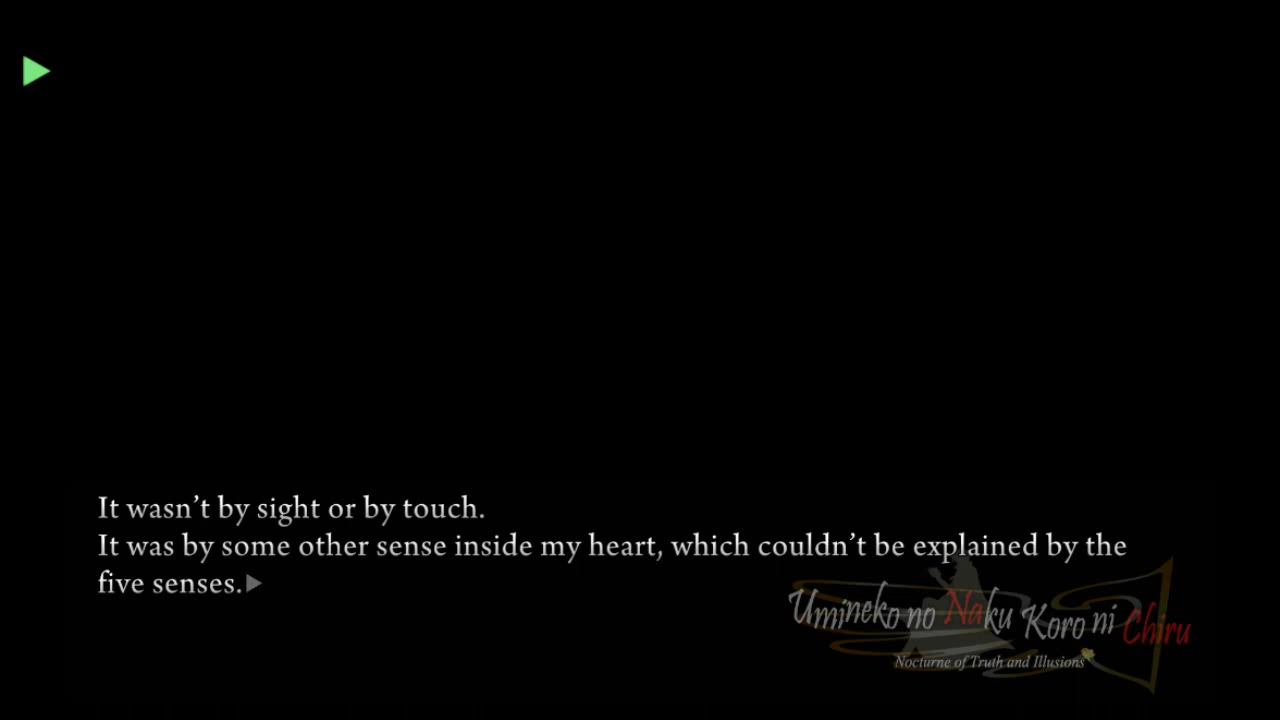 It wasn’t by sight or by touch.
It was by some other sense inside my heart, which couldn’t be explained by the
five senses.
Umineko no Naku Koro ni Chiru
Nocturne of Truth and Illusions